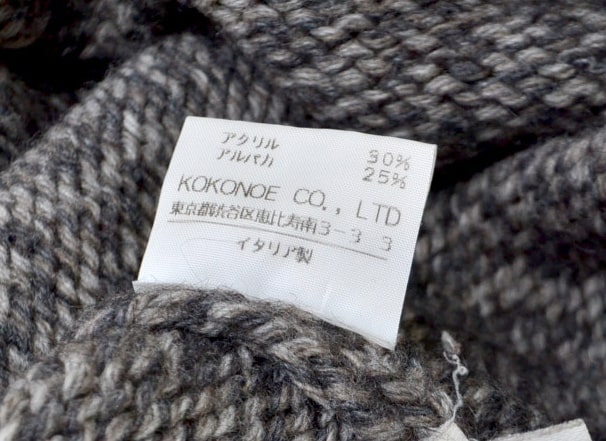 アクリル 30%
アルパカ 25%
KOKONOE CO., LTD
東京都渋谷区恵比寿南3-3 3
イタリア製